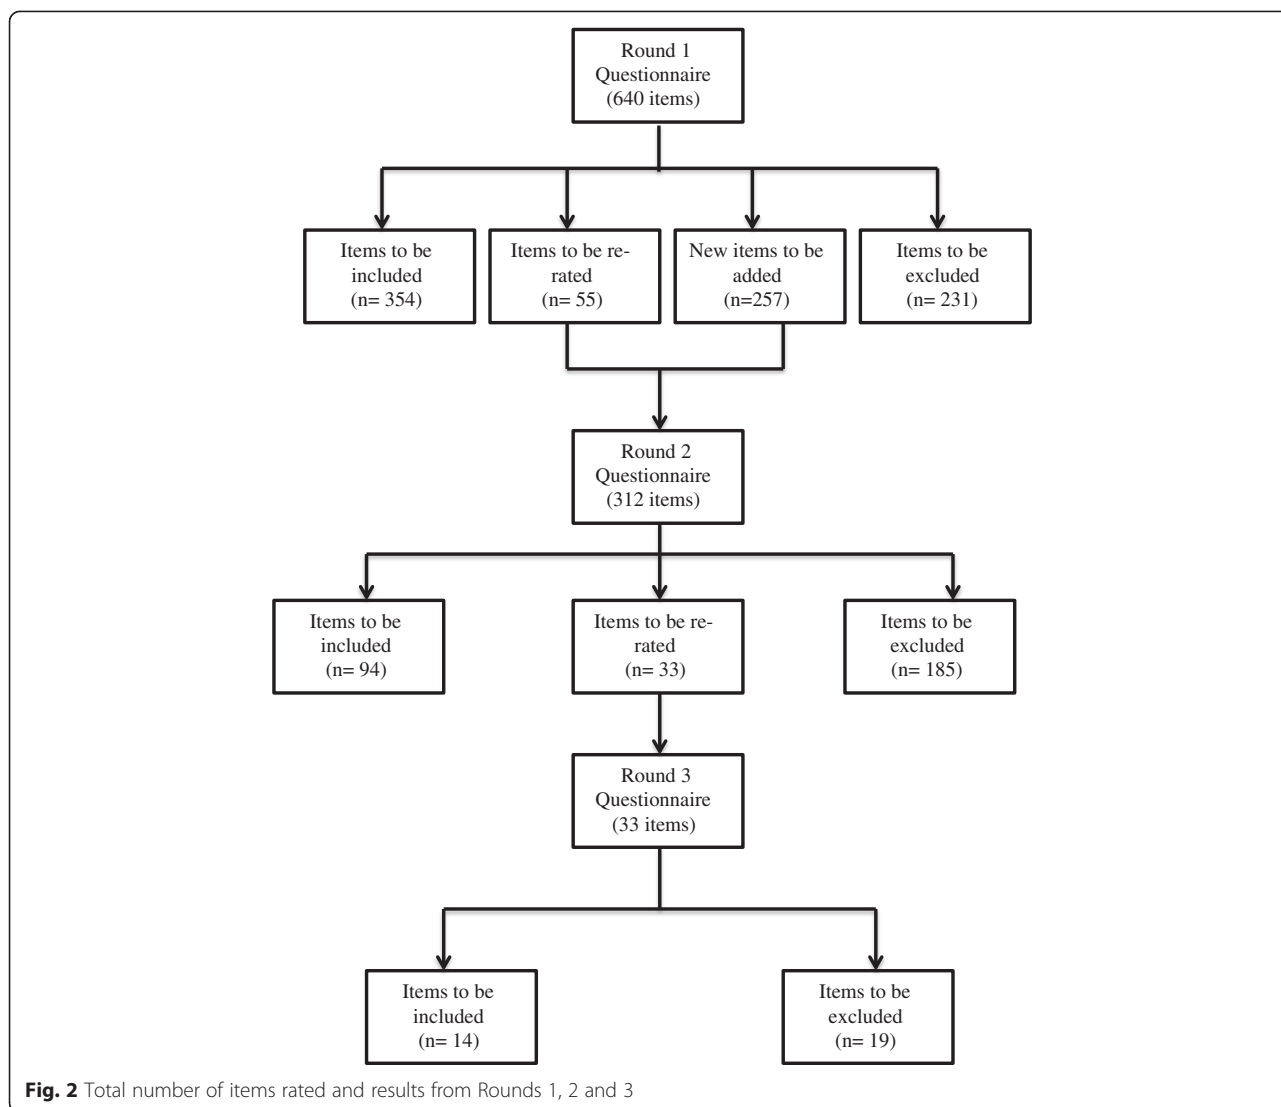 Round 1
Questionnaire
(640 items)
Items to be
included
(n= 354)
Items to be re-
rated
(n= 55)
New items to be
added
(n=257)
Items to be
excluded
(n= 231)
Round 2
Questionnaire
(312 items)
Items to be
included
(n= 94)
Items to be re-
rated
(n= 33)
Items to be
excluded
(n= 185)
Round 3
Questionnaire
(33 items)
Items to be
included
(n= 14)
Items to be
excluded
(n= 19)
Fig. 2 Total number of items rated and results from Rounds 1, 2 and 3